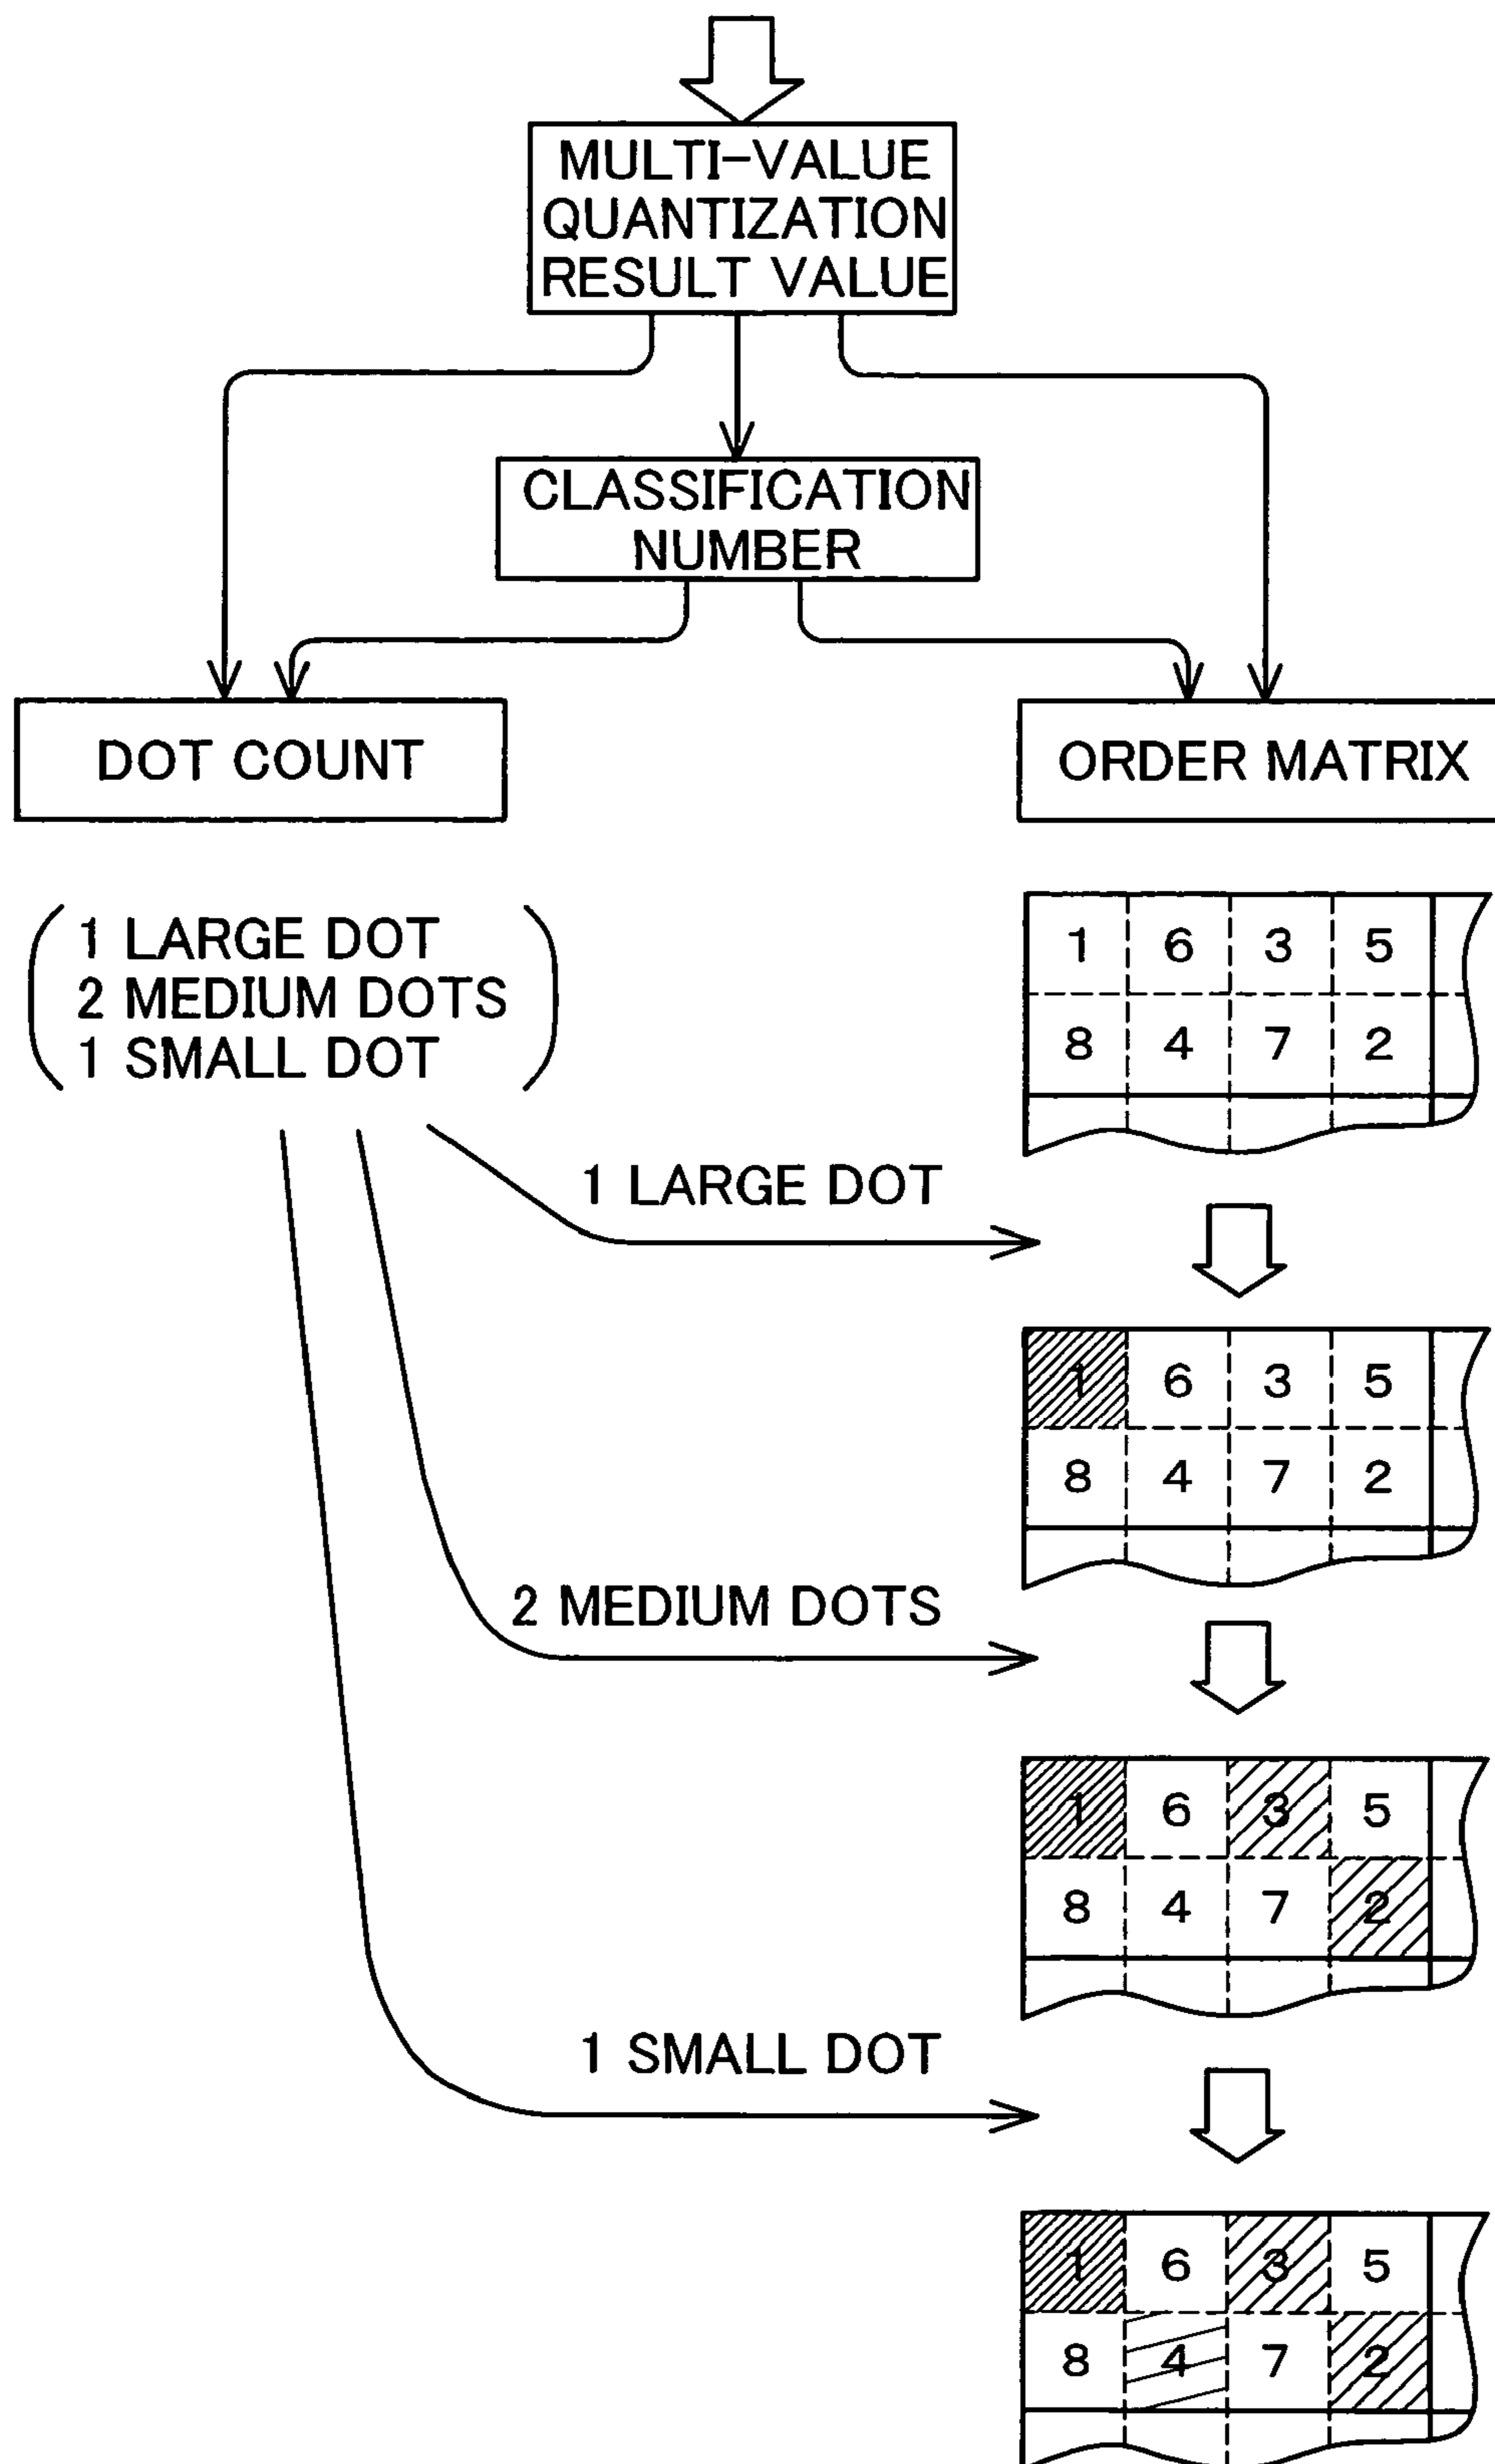 MULTI-VALUE
QUANTIZATION
RESULT VALUE
CLASSIFICATION
NUMBER
DOT COUNT
ORDER MATRIX
1 LARGE DOT
2 MEDIUM DOTS
1 SMALL DOT
1 6 3 5
8 4 7 2
1 LARGE DOT
1 6 3 5
8 4 7 2
2 MEDIUM DOTS
1 6 3 5
8 4 7 2
1 SMALL DOT
1 6 3 5
8 4 7 2